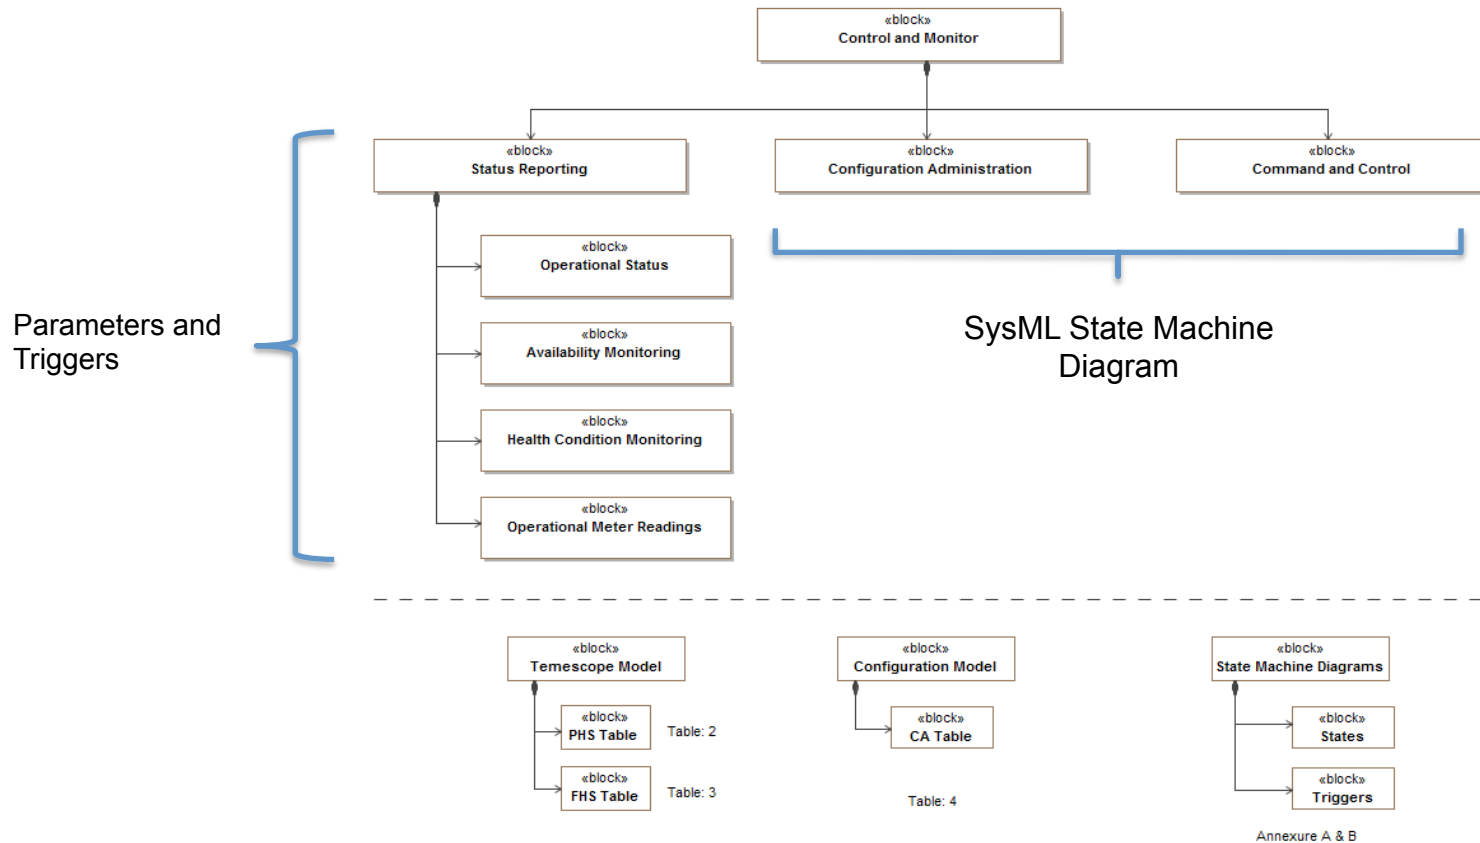 «block»
Control and Monitor
«block»
Status Reporting
«block»
Configuration Administration
«block»
Command and Control
«block»
Operational Status
«block»
Availability Monitoring
«block»
Health Condition Monitoring
«block»
Operational Meter Readings
Parameters and
Triggers
SysML State Machine
Diagram
«block»
Temescope Model
«block»
PHS Table
Table: 2
«block»
FHS Table
Table: 3
«block»
Configuration Model
«block»
CA Table
Table: 4
«block»
State Machine Diagrams
«block»
States
«block»
Triggers
Annexure A & B